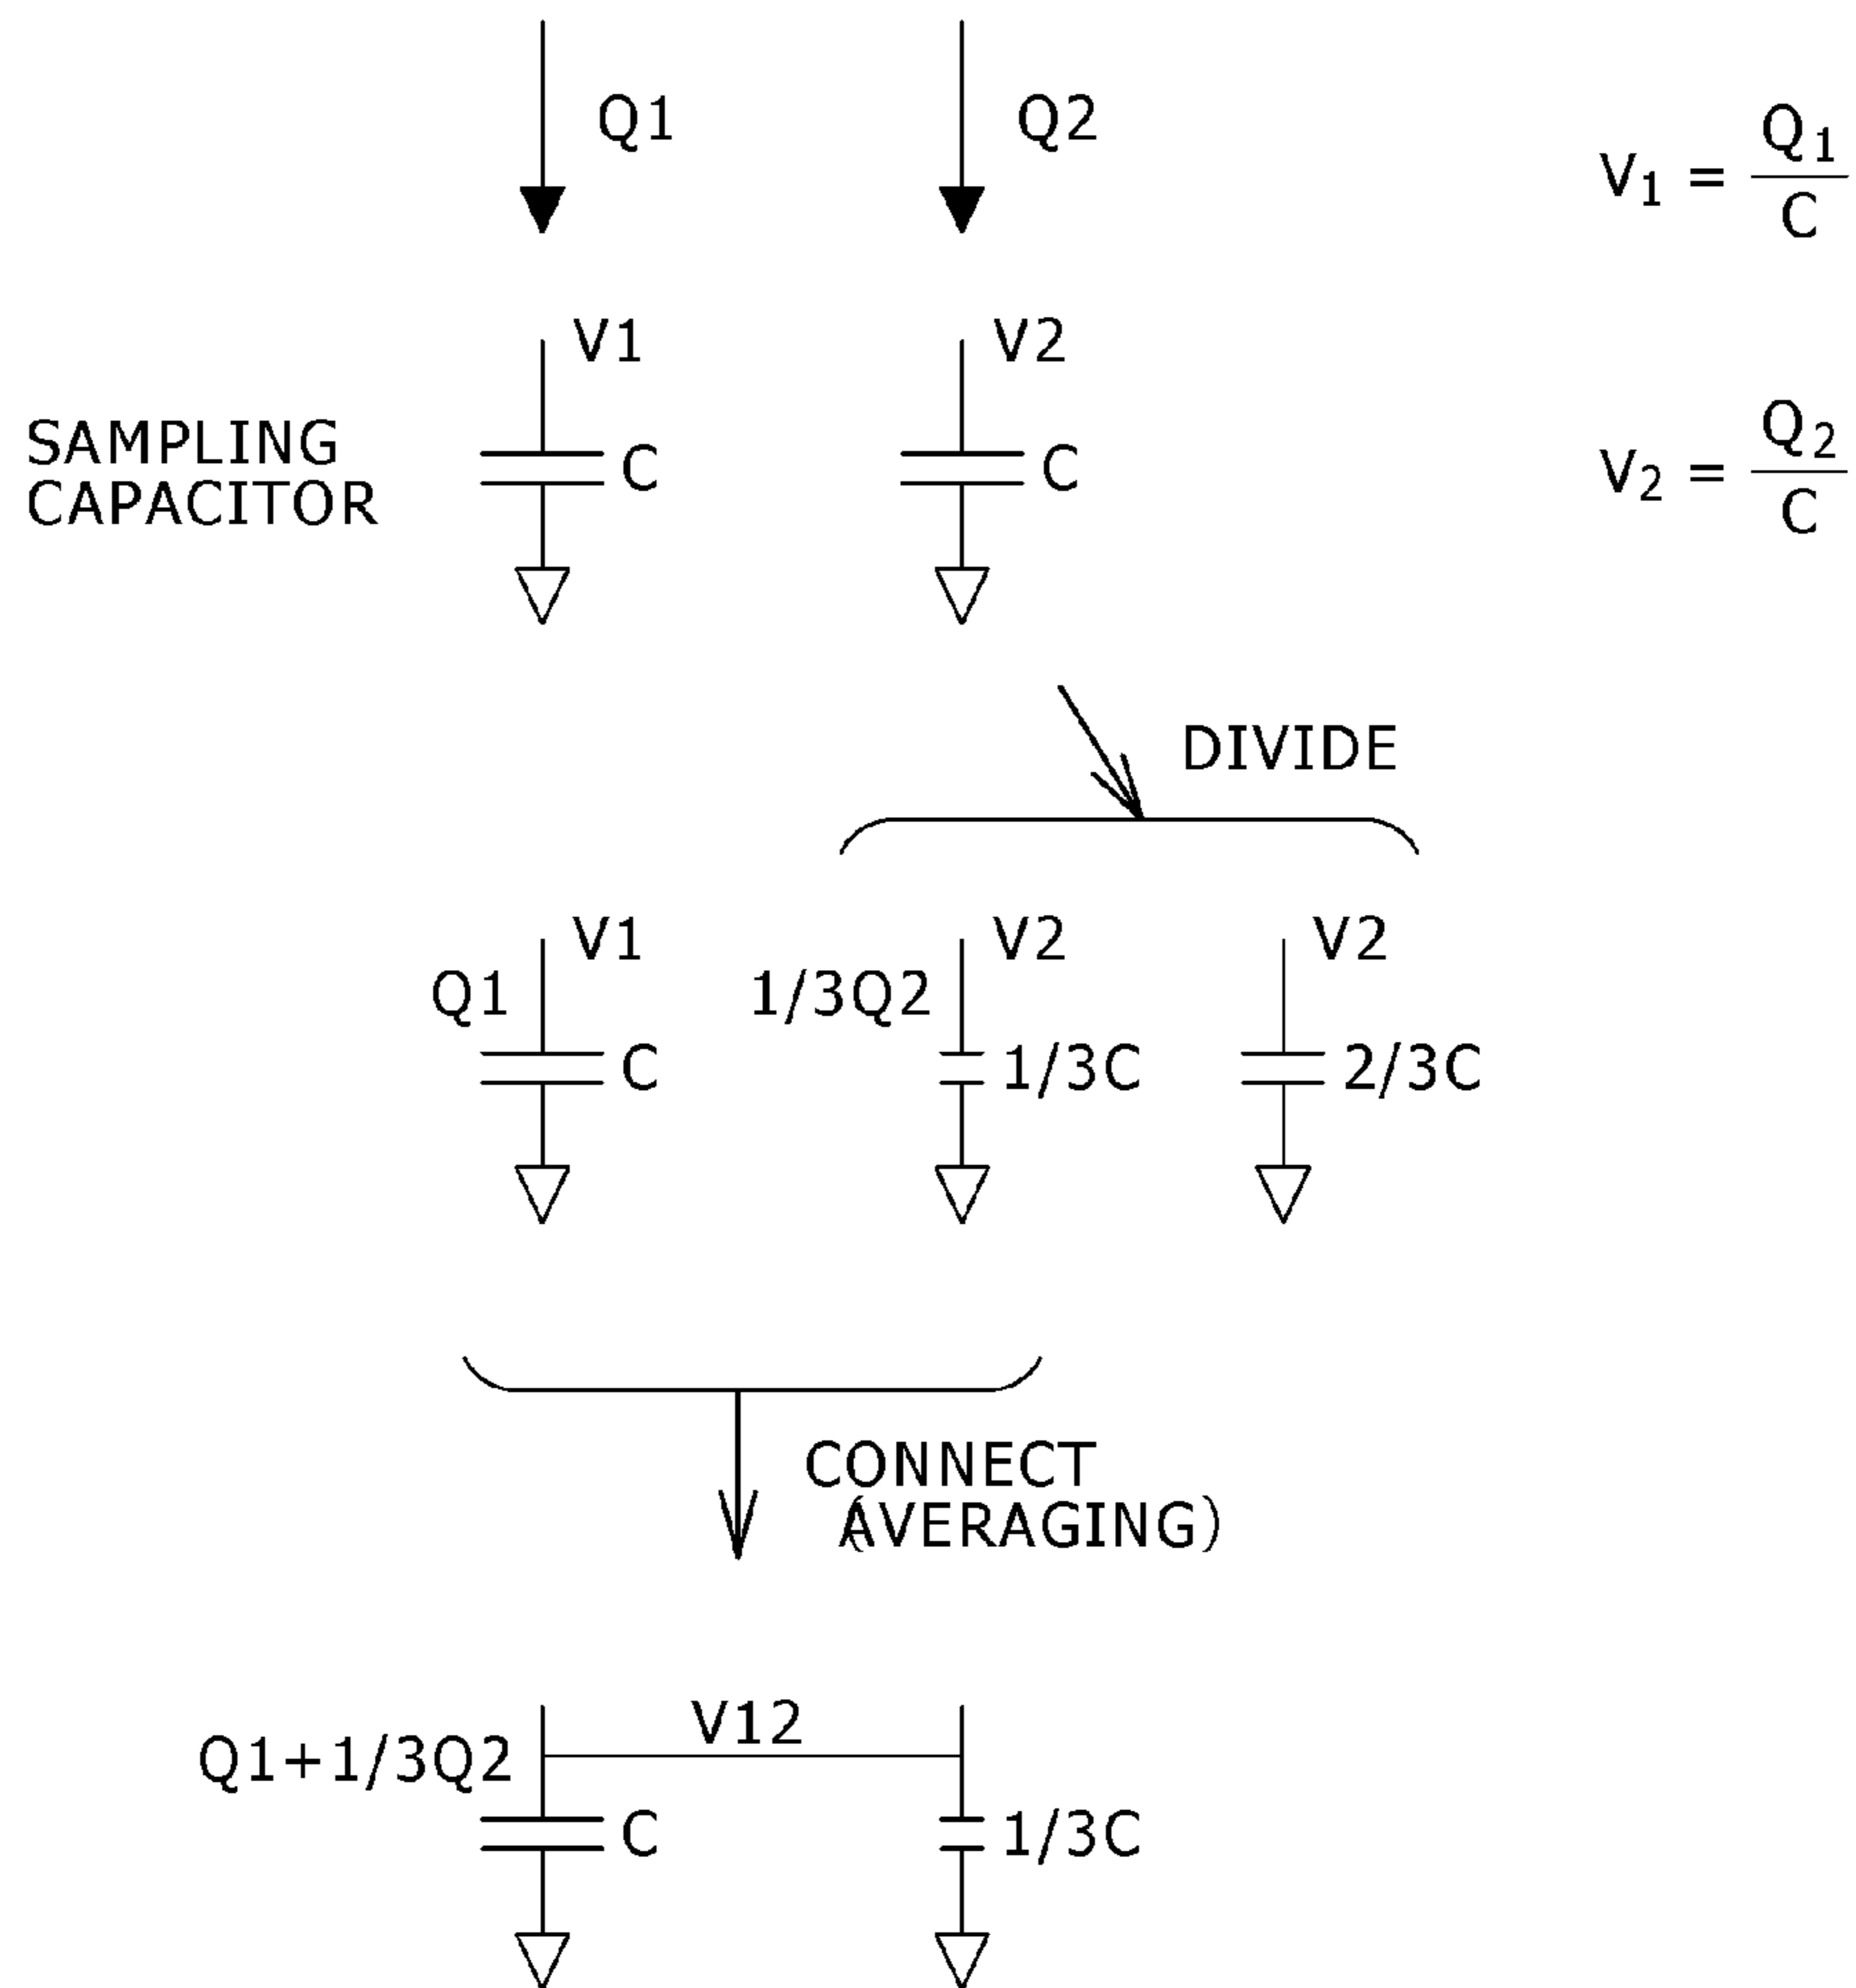 Q1
Q2
V₁ = Q₁/C
V1
V2
SAMPLING
CAPACITOR
C
C
V₂ = Q₂/C
DIVIDE
V1
V2
V2
Q1
1/3Q2
C
1/3C
2/3C
CONNECT
(AVERAGING)
V12
Q1+1/3Q2
C
1/3C